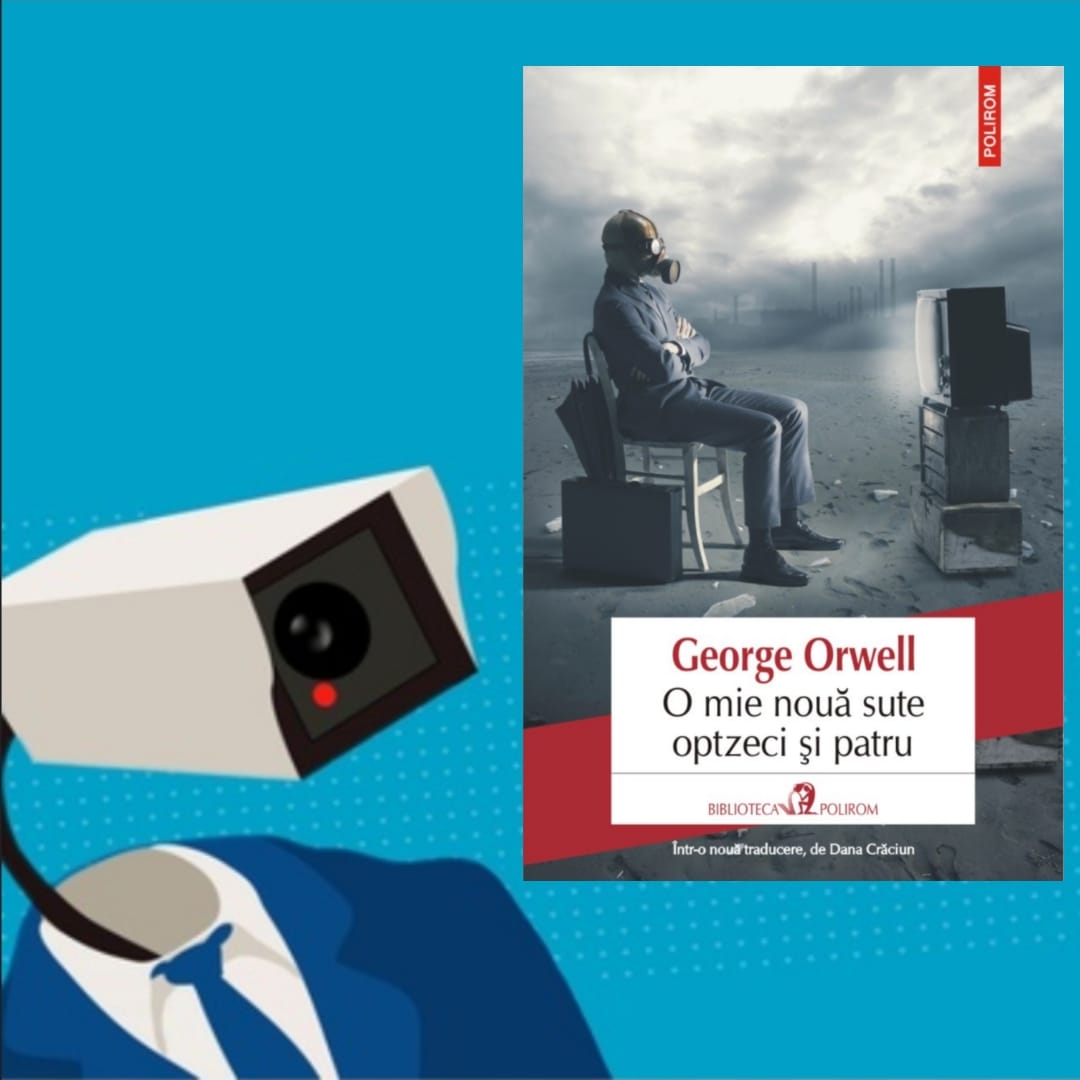 POLIROM
George Orwell
O mie nouă sute
optzeci şi patru
BIBLIOTECA POLIROM
Într-o nouă traducere, de Dana Crăciun